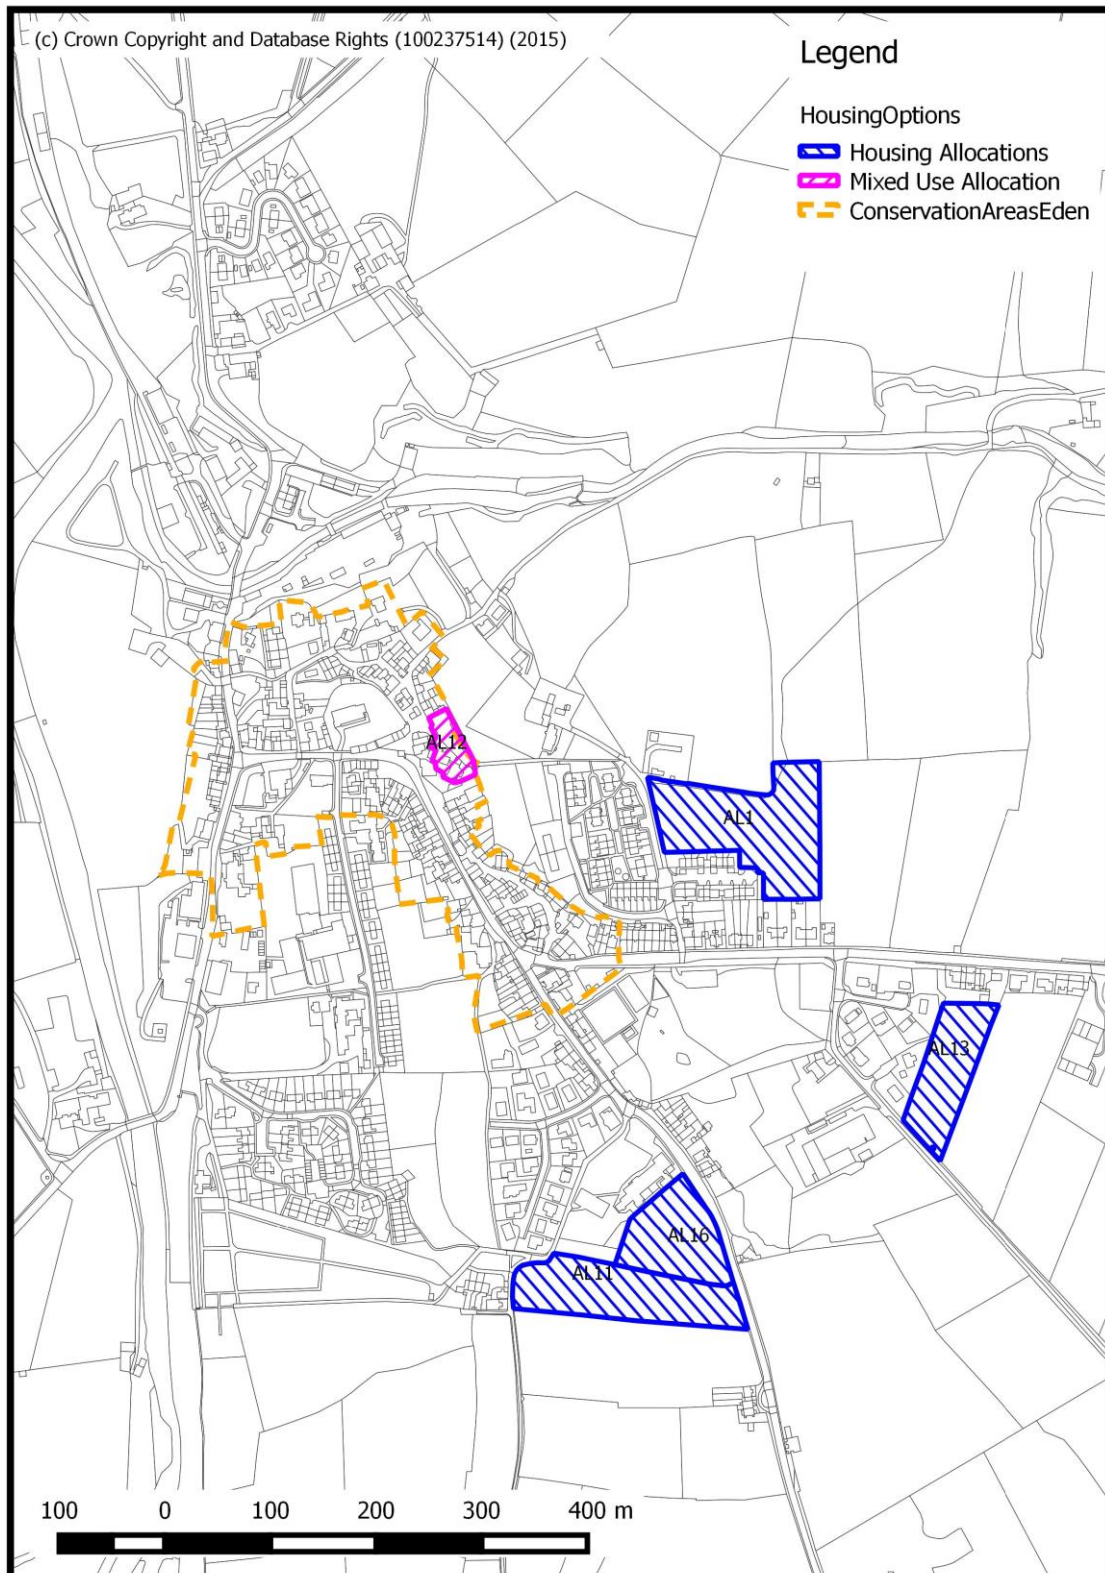 (c) Crown Copyright and Database Rights (100237514) (2015)
Legend
HousingOptions
Housing Allocations
Mixed Use Allocation
ConservationAreasEden
AL12
AL1
AL13
AL16
AL11
100 0 100 200 300 400 m